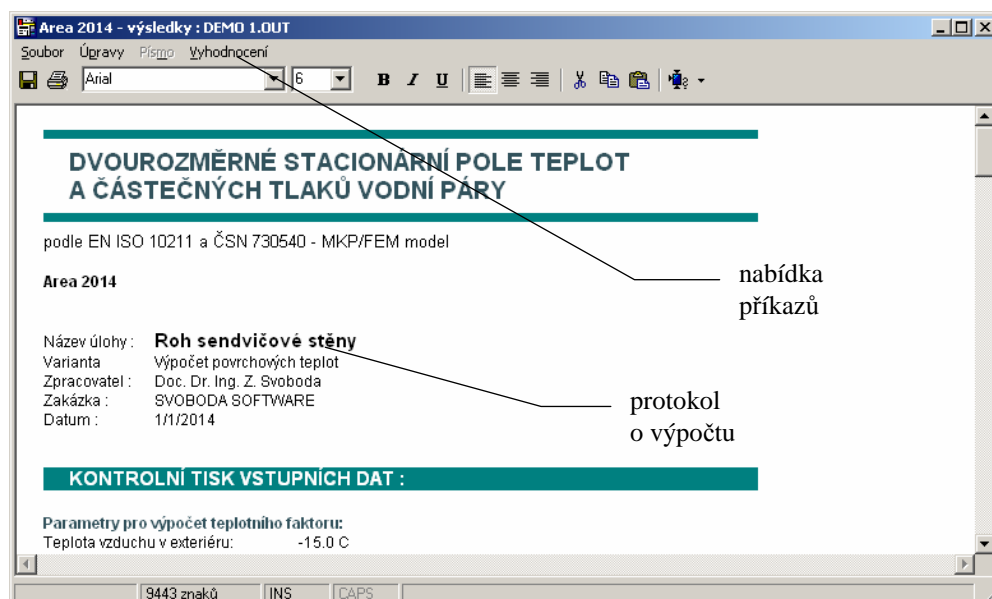 Area 2014 - výsledky : DEMO 1.OUT
Soubor Úpravy Písmo Vyhodnocení
Arial 6 B I U
DVOUROZMĚRNÉ STACIONÁRNÍ POLE TEPLOT
A ČÁSTEČNÝCH TLAKŮ VODNÍ PÁRY
podle EN ISO 10211 a ČSN 730540 - MKP/FEM model
Area 2014
nabídka
příkazů
Název úlohy : Roh sendvičové stěny
Varianta Výpočet povrchových teplot
Zpracovatel : Doc. Dr. Ing. Z. Svoboda
Zakázka : SVOBODA SOFTWARE
Datum : 1/1/2014
protokol
o výpočtu
KONTROLNÍ TISK VSTUPNÍCH DAT :
Parametry pro výpočet teplotního faktoru:
Teplota vzduchu v exteriéru: -15.0 C
9443 znaků INS CAPS